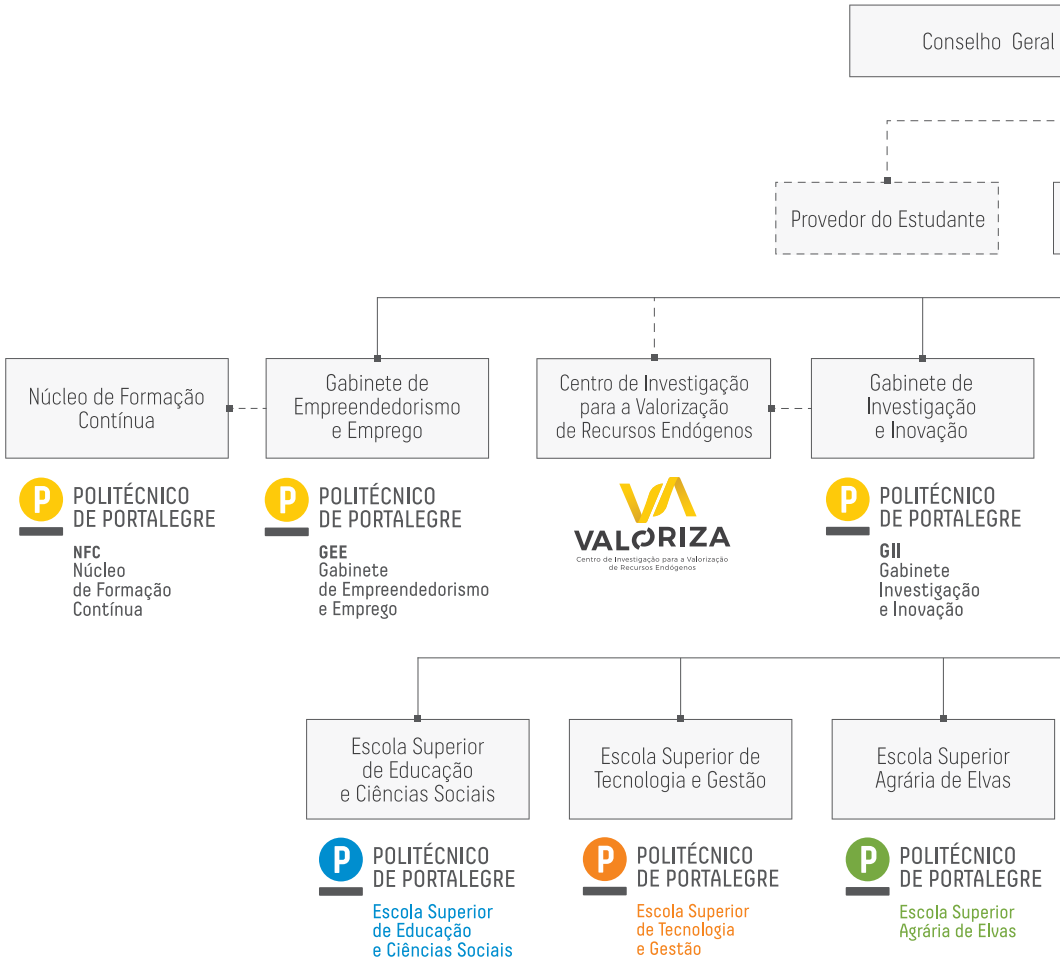 Conselho Geral
Provedor do Estudante
Núcleo de Formação
Contínua
Gabinete de
Empreendedorismo
e Emprego
Centro de Investigação
para a Valorização
de Recursos Endógenos
Gabinete de
Investigação
e Inovação
P
POLITÉCNICO
DE PORTALEGRE
NFC
Núcleo
de Formação
Contínua
P
POLITÉCNICO
DE PORTALEGRE
GEE
Gabinete
de Empreendedorismo
e Emprego
VALORIZA
Centro de Investigação para a Valorização
de Recursos Endógenos
P
POLITÉCNICO
DE PORTALEGRE
GII
Gabinete
Investigação
e Inovação
Escola Superior
de Educação
e Ciências Sociais
Escola Superior de
Tecnologia e Gestão
Escola Superior
Agrária de Elvas
P
POLITÉCNICO
DE PORTALEGRE
Escola Superior
de Educação
e Ciências Sociais
P
POLITÉCNICO
DE PORTALEGRE
Escola Superior
de Tecnologia
e Gestão
P
POLITÉCNICO
DE PORTALEGRE
Escola Superior
Agrária de Elvas